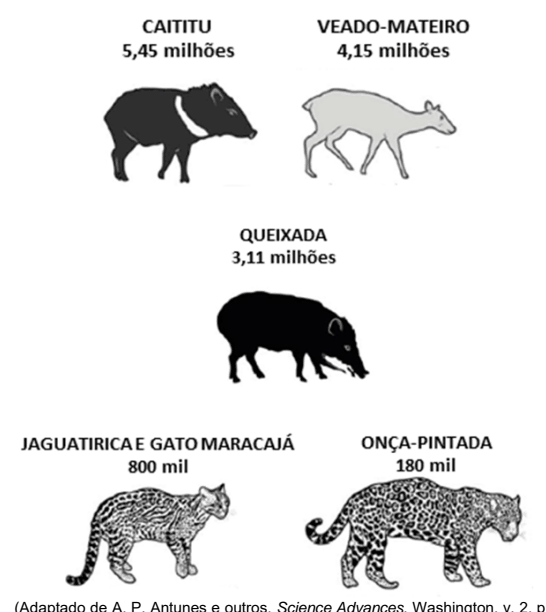 CAITITU
5,45 milhões
VEADO-MATEIRO
4,15 milhões
QUEIXADA
3,11 milhões
JAGUATIRICA E GATO MARACAJÁ
800 mil
ONÇA-PINTADA
180 mil
(Adaptado de A. P. Antunes e outros, Science Advances, Washington, v. 2, p